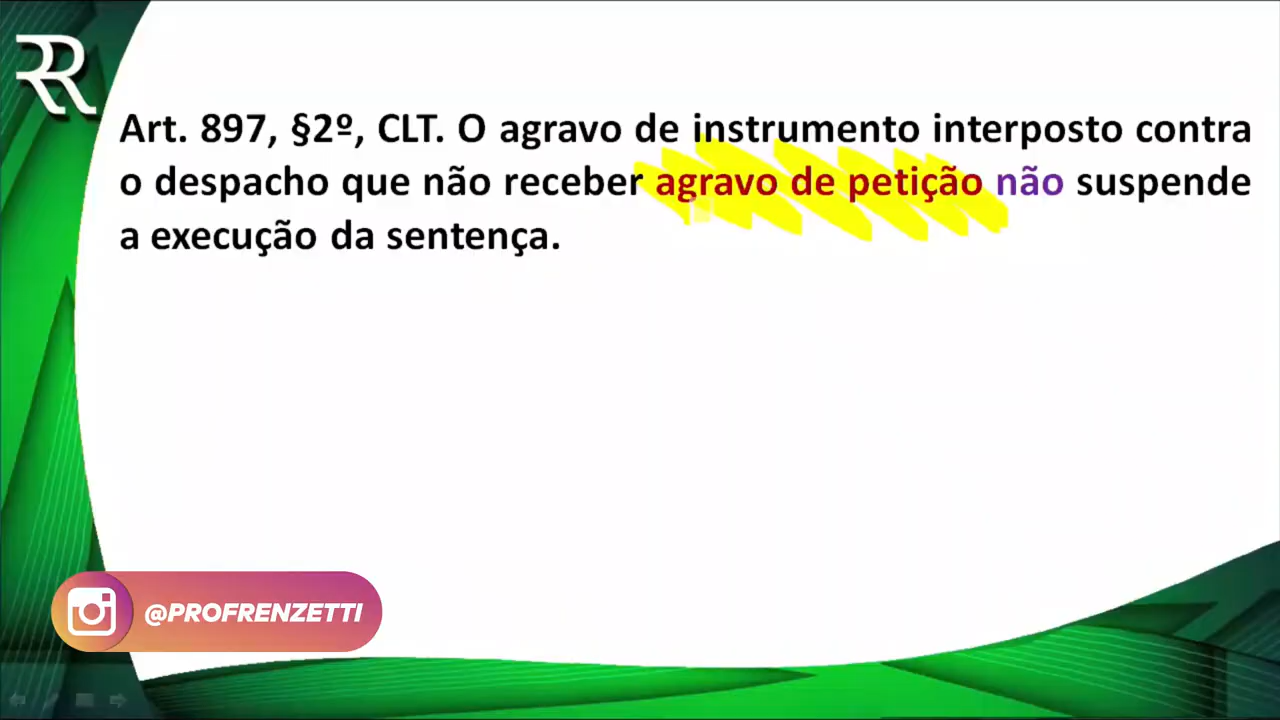 RR
Art. 897, §2º, CLT. O agravo de instrumento interposto contra
o despacho que não receber agravo de petição não suspende
a execução da sentença.
@PROFRENZETTI